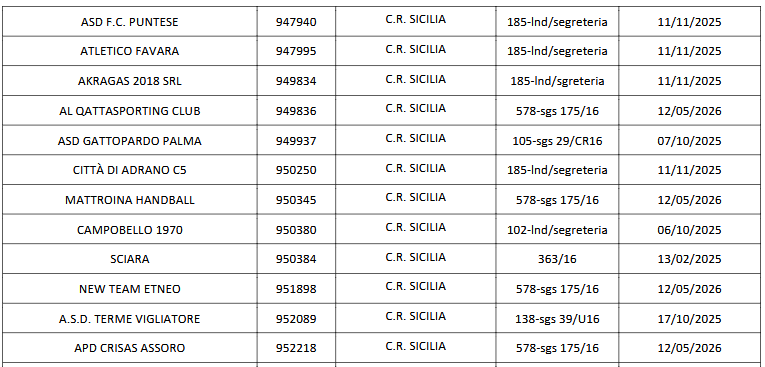 ASD F.C. PUNTESE 947940 C.R. SICILIA 185-lnd/segreteria 11/11/2025
ATLETICO FAVARA 947995 C.R. SICILIA 185-lnd/segreteria 11/11/2025
AKRAGAS 2018 SRL 949834 C.R. SICILIA 185-lnd/sgreteria 11/11/2025
AL QATTASPORTING CLUB 949836 C.R. SICILIA 578-sgs 175/16 12/05/2026
ASD GATTOPARDO PALMA 949937 C.R. SICILIA 105-sgs 29/CR16 07/10/2025
CITTÀ DI ADRANO C5 950250 C.R. SICILIA 185-lnd/segreteria 11/11/2025
MATTROINA HANDBALL 950345 C.R. SICILIA 578-sgs 175/16 12/05/2026
CAMPOBELLO 1970 950380 C.R. SICILIA 102-lnd/segreteria 06/10/2025
SCIARA 950384 C.R. SICILIA 363/16 13/02/2025
NEW TEAM ETNEO 951898 C.R. SICILIA 578-sgs 175/16 12/05/2026
A.S.D. TERME VIGLIATORE 952089 C.R. SICILIA 138-sgs 39/U16 17/10/2025
APD CRISAS ASSORO 952218 C.R. SICILIA 578-sgs 175/16 12/05/2026